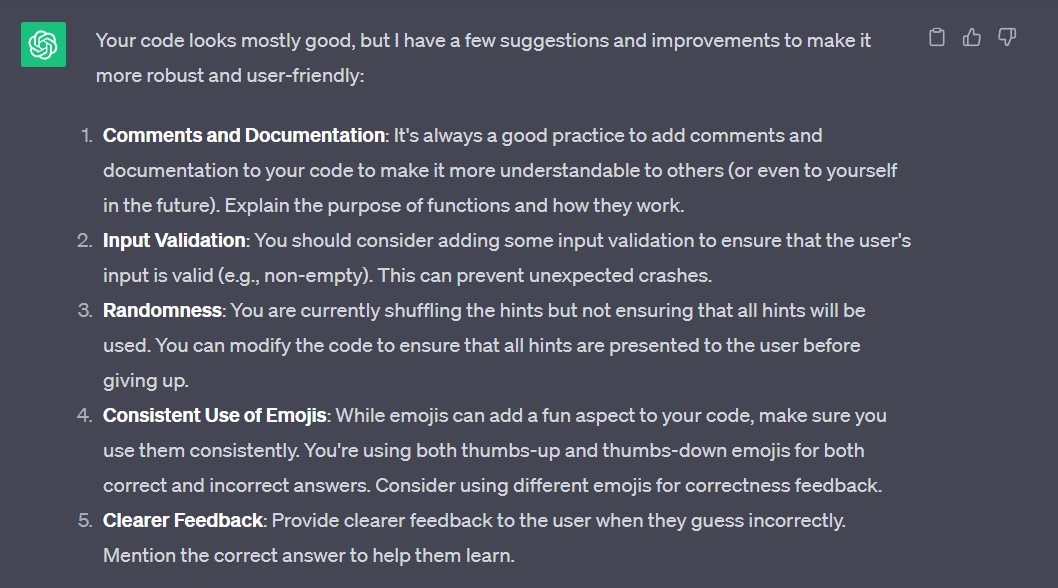 Your code looks mostly good, but I have a few suggestions and improvements to make it
more robust and user-friendly:
1. Comments and Documentation: It's always a good practice to add comments and
documentation to your code to make it more understandable to others (or even to yourself
in the future). Explain the purpose of functions and how they work.
2. Input Validation: You should consider adding some input validation to ensure that the user's
input is valid (e.g., non-empty). This can prevent unexpected crashes.
3. Randomness: You are currently shuffling the hints but not ensuring that all hints will be
used. You can modify the code to ensure that all hints are presented to the user before
giving up.
4. Consistent Use of Emojis: While emojis can add a fun aspect to your code, make sure you
use them consistently. You're using both thumbs-up and thumbs-down emojis for both
correct and incorrect answers. Consider using different emojis for correctness feedback.
5. Clearer Feedback: Provide clearer feedback to the user when they guess incorrectly.
Mention the correct answer to help them learn.